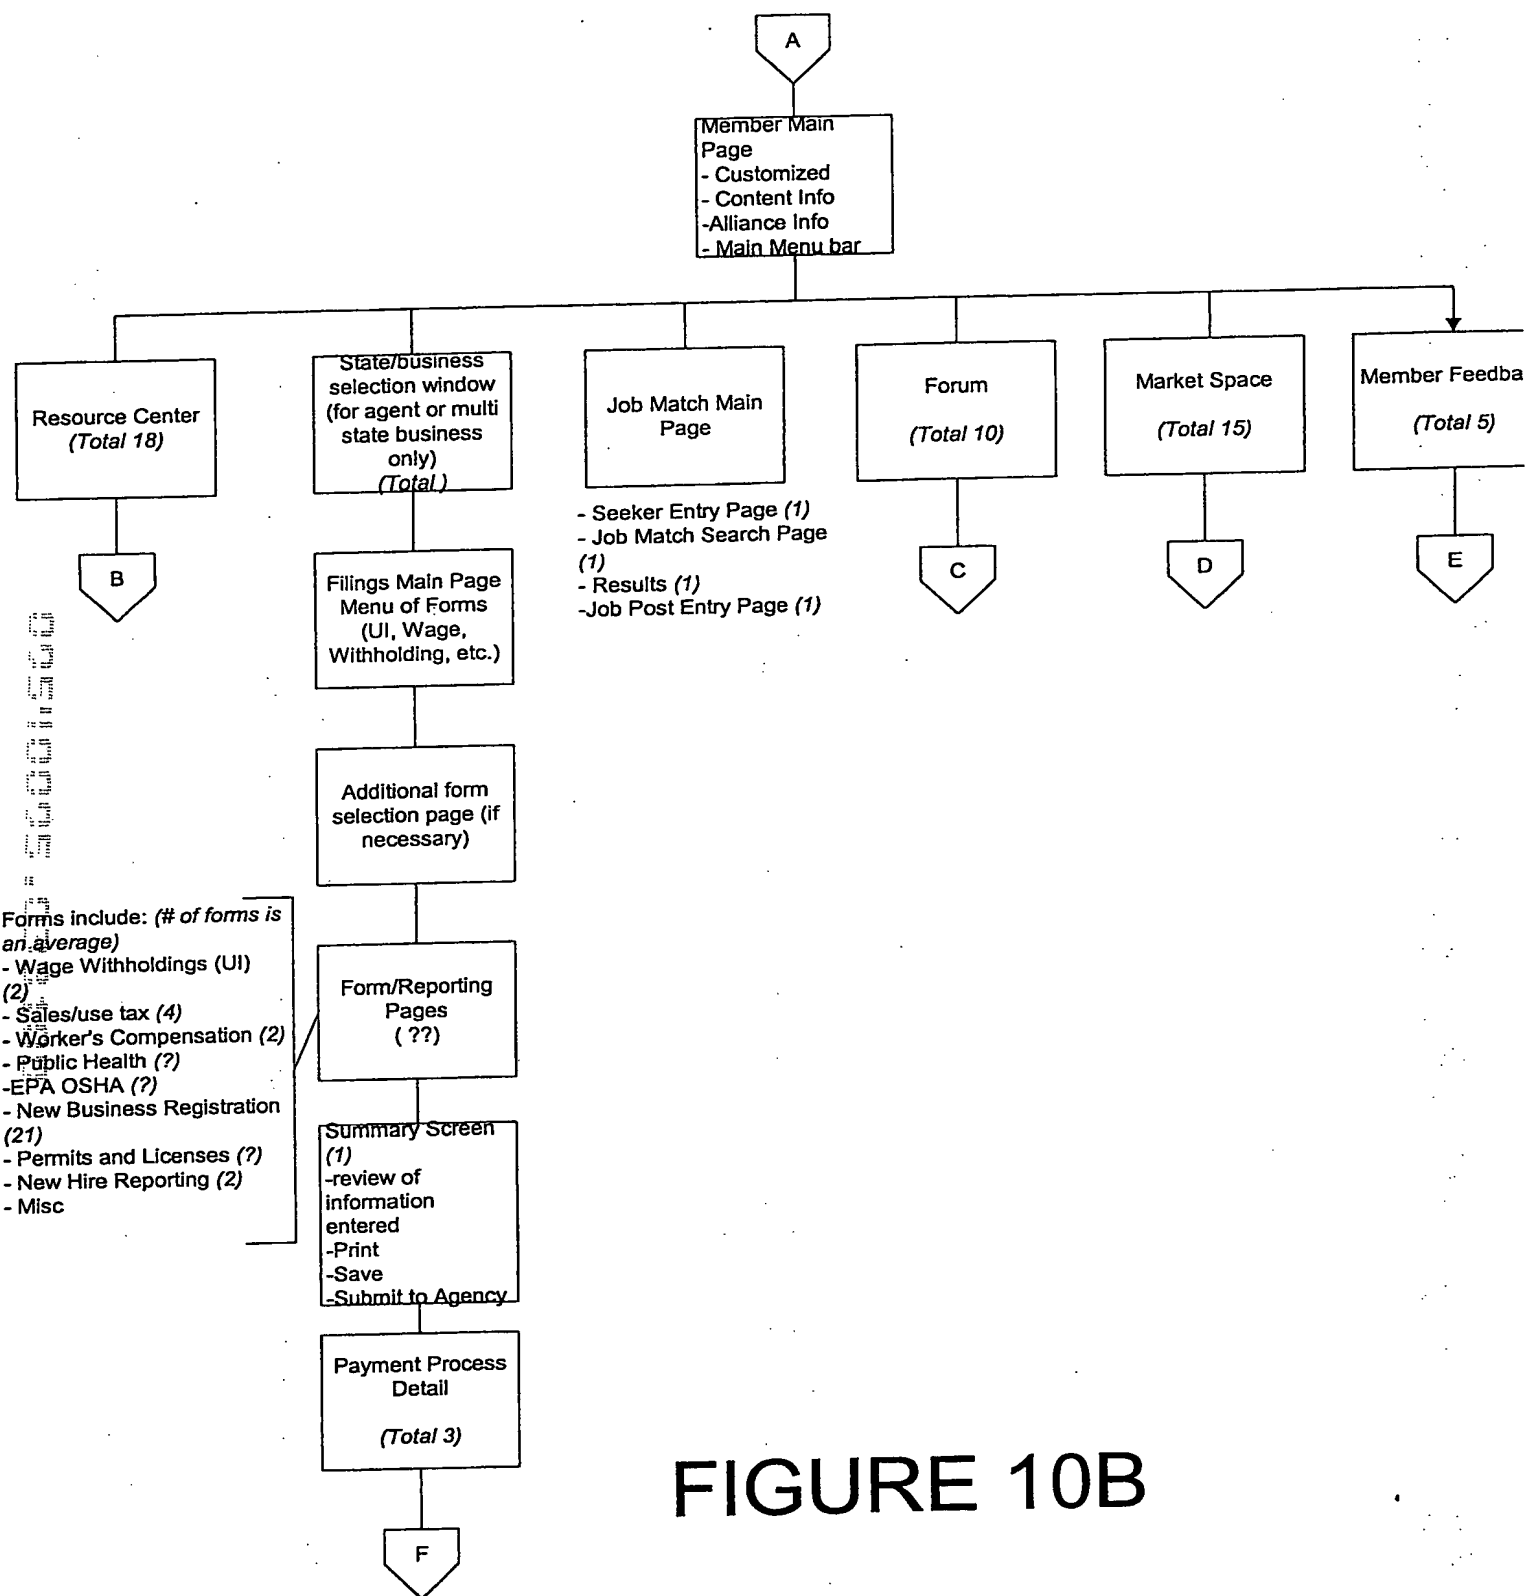 A
Member Main
Page
- Customized
- Content Info
-Alliance Info
- Main Menu bar
Resource Center
(Total 18)
B
State/business
selection window
(for agent or multi
state business
only)
(Total )
Filings Main Page
Menu of Forms
(UI, Wage,
Withholding, etc.)
Additional form
selection page (if
necessary)
Form/Reporting
Pages
( ??)
Forms include: (# of forms is
an average)
- Wage Withholdings (UI)
(2)
- Sales/use tax (4)
- Worker's Compensation (2)
- Public Health (?)
-EPA OSHA (?)
- New Business Registration
(21)
- Permits and Licenses (?)
- New Hire Reporting (2)
- Misc
Summary Screen
(1)
-review of
information
entered
-Print
-Save
-Submit to Agency
Payment Process
Detail
(Total 3)
F
Job Match Main
Page
- Seeker Entry Page (1)
- Job Match Search Page
(1)
- Results (1)
-Job Post Entry Page (1)
Forum
(Total 10)
C
Market Space
(Total 15)
D
Member Feedba
(Total 5)
E
FIGURE 10B